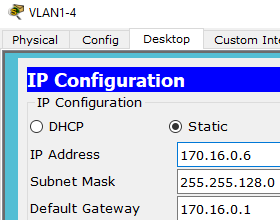 VLAN1-4
Physical Config Desktop Custom Inte
IP Configuration
IP Configuration
DHCP Static
IP Address 170.16.0.6
Subnet Mask 255.255.128.0
Default Gateway 170.16.0.1